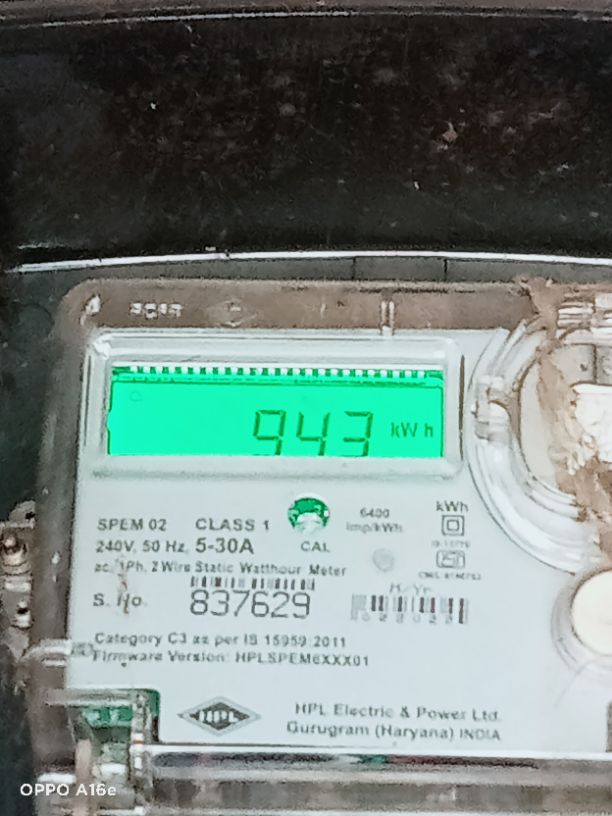 943 kWh
SPEM 02 CLASS 1
240V, 50 Hz, 5-30A CAL
6400
imp/kWh
kWh
ac, 1Ph, 2 Wire Static Watthour Meter
S. No. 837629
M/Yr
Category C3 as per IS 15959:2011
Firmware Version: HPLSPEM6XXX01
HPL
HPL Electric & Power Ltd.
Gurugram (Haryana) INDIA
OPPO A16e